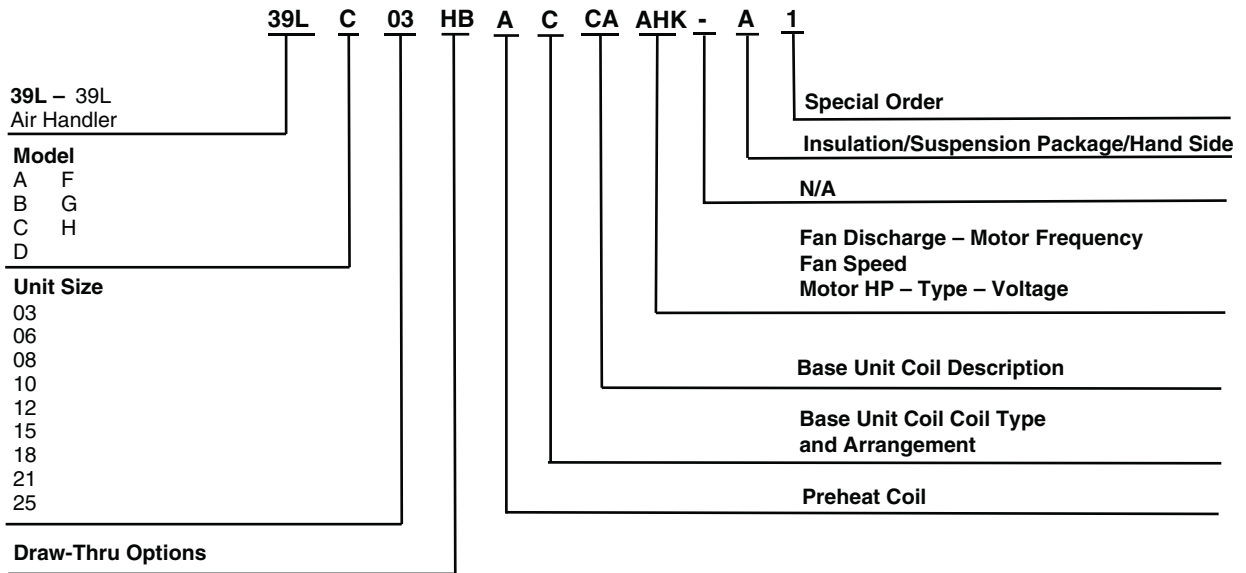 39L C 03 HB A C CA AHK - A 1
39L – 39L
Air Handler
Model
A F
B G
C H
D
Unit Size
03
06
08
10
12
15
18
21
25
Draw-Thru Options
Special Order
Insulation/Suspension Package/Hand Side
N/A
Fan Discharge – Motor Frequency
Fan Speed
Motor HP – Type – Voltage
Base Unit Coil Description
Base Unit Coil Coil Type
and Arrangement
Preheat Coil